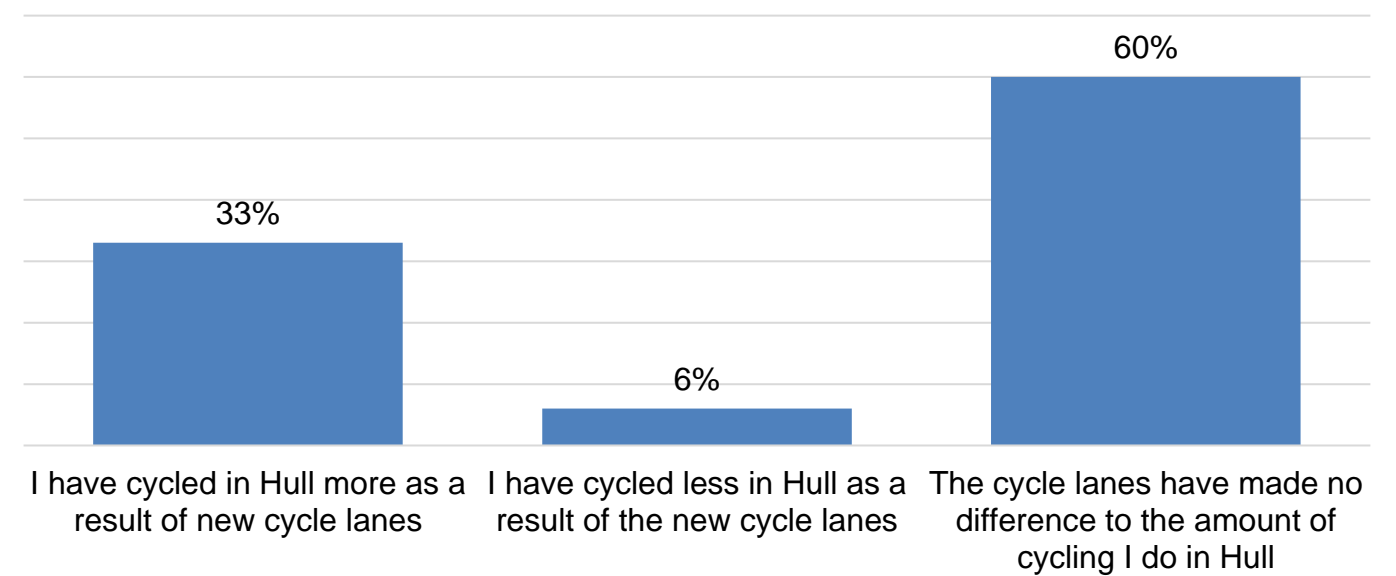 60%
33%
6%
I have cycled in Hull more as a
result of new cycle lanes
I have cycled less in Hull as a
result of the new cycle lanes
The cycle lanes have made no
difference to the amount of
cycling I do in Hull